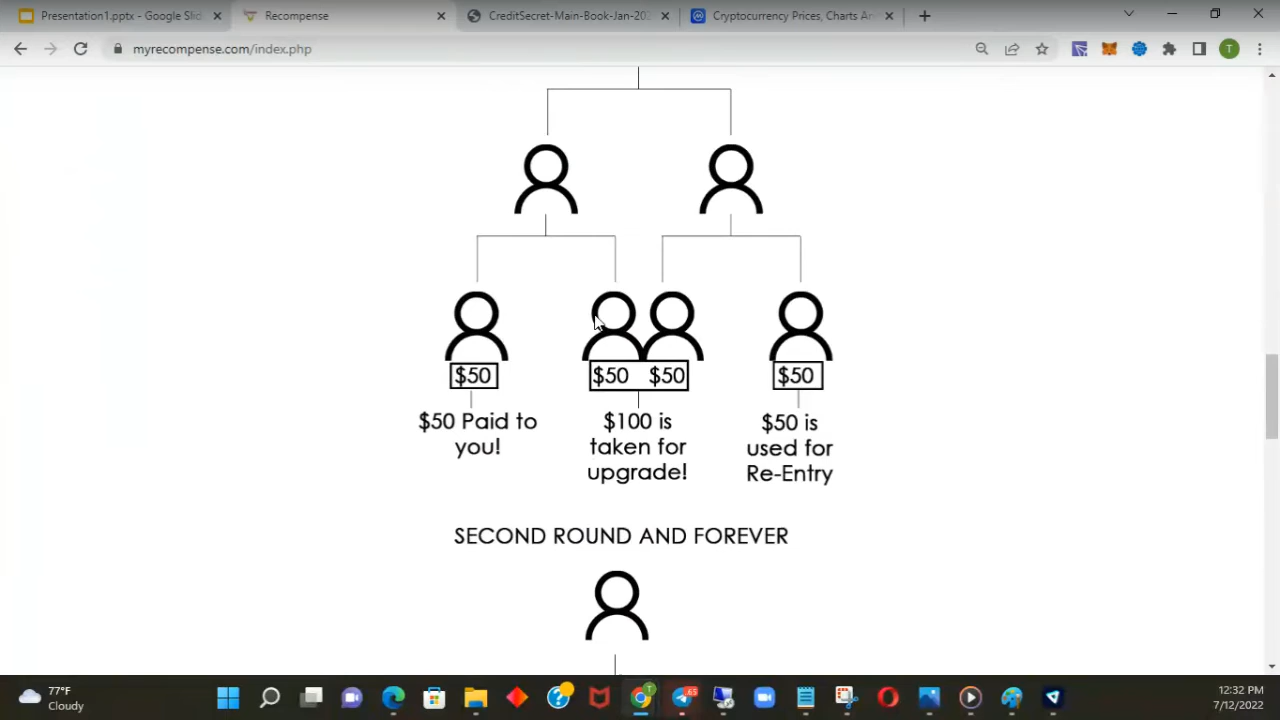 Presentation1.pptx - Google Slid
Recompense
CreditSecret-Main-Book-Jan-202
Cryptocurrency Prices, Charts An
myrecompense.com/index.php
T
$50
$50 $50
$50
$50 Paid to
you!
$100 is
taken for
upgrade!
$50 is
used for
Re-Entry
SECOND ROUND AND FOREVER
77°F
Cloudy
T
65
12:32 PM
7/12/2022